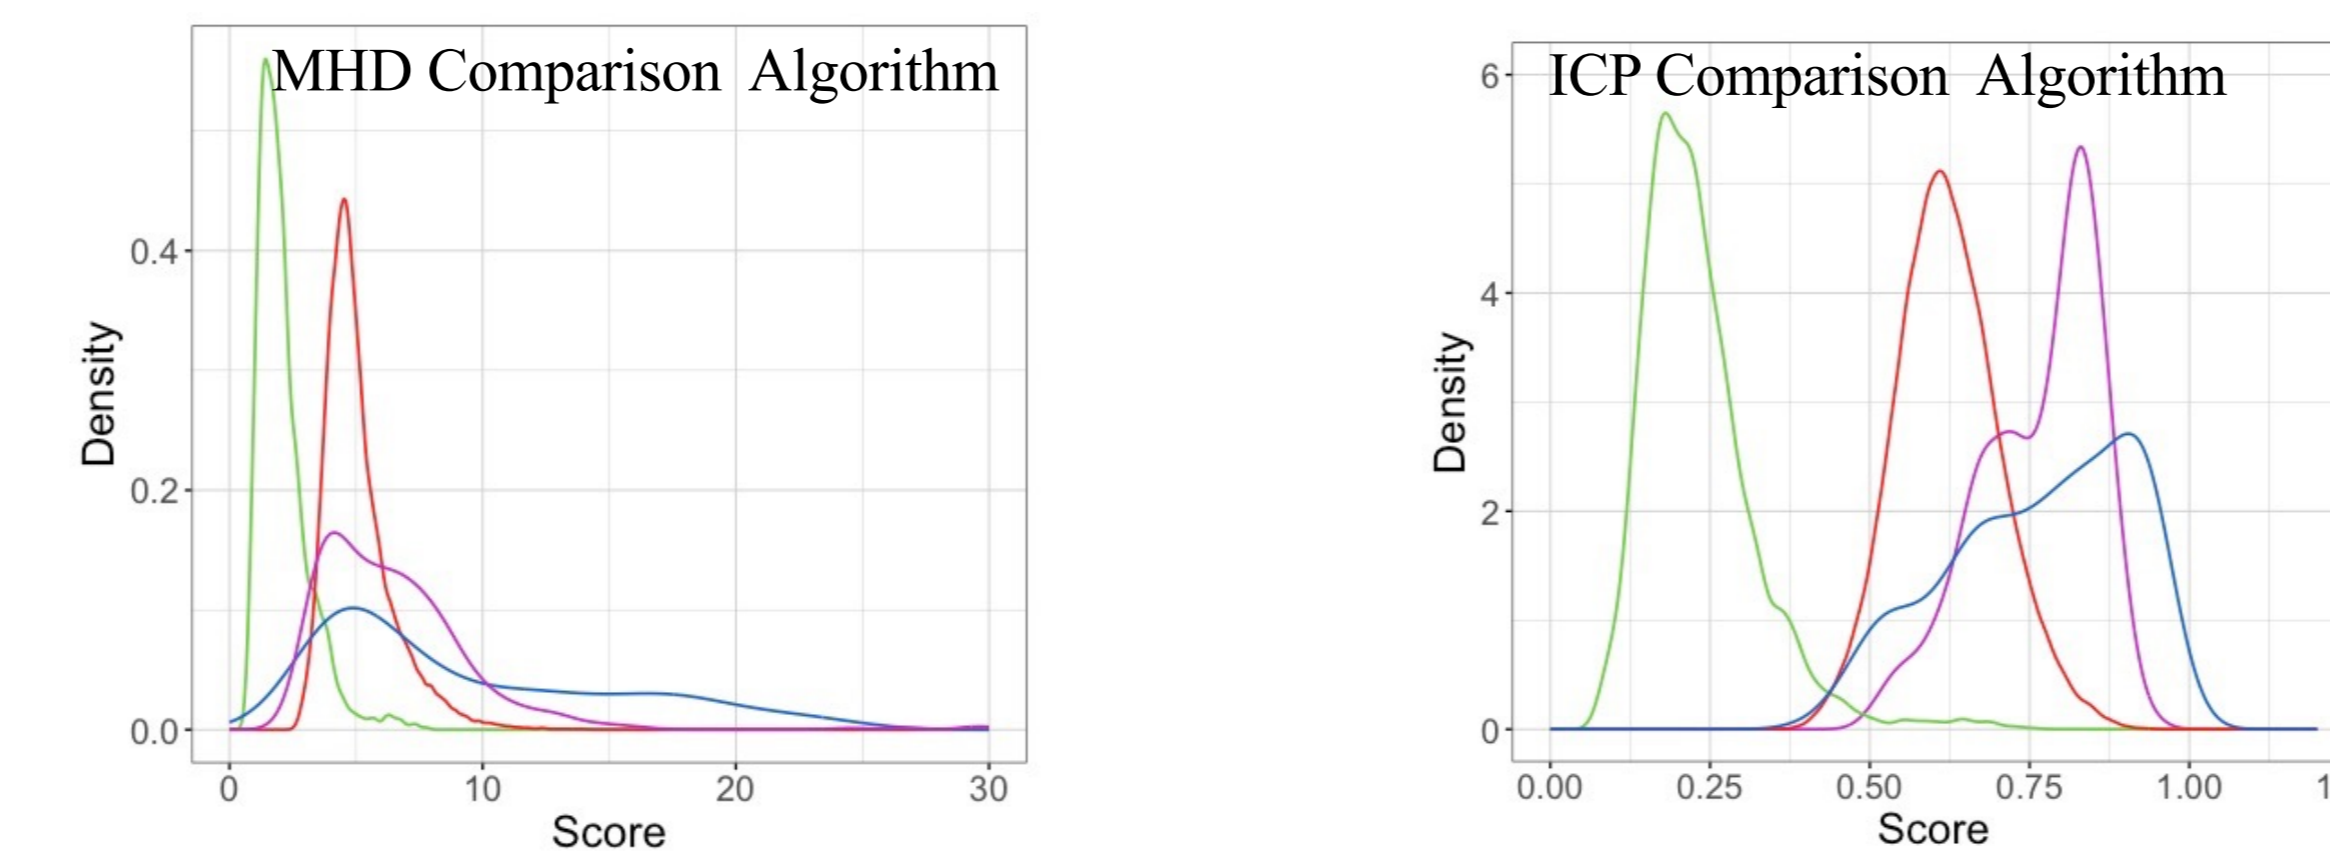 MHD Comparison Algorithm
Density
0.4
0.2
0.0
0 10 20 30
Score
ICP Comparison Algorithm
Density
6
4
2
0
0.00 0.25 0.50 0.75 1.00
Score